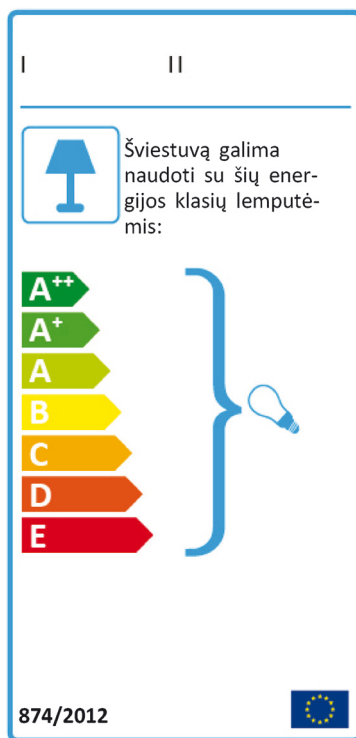 I II
Šviestuvą galima
naudoti su šių ener-
gijos klasių lemputė-
mis:
A++
A+
A
B
C
D
E
874/2012